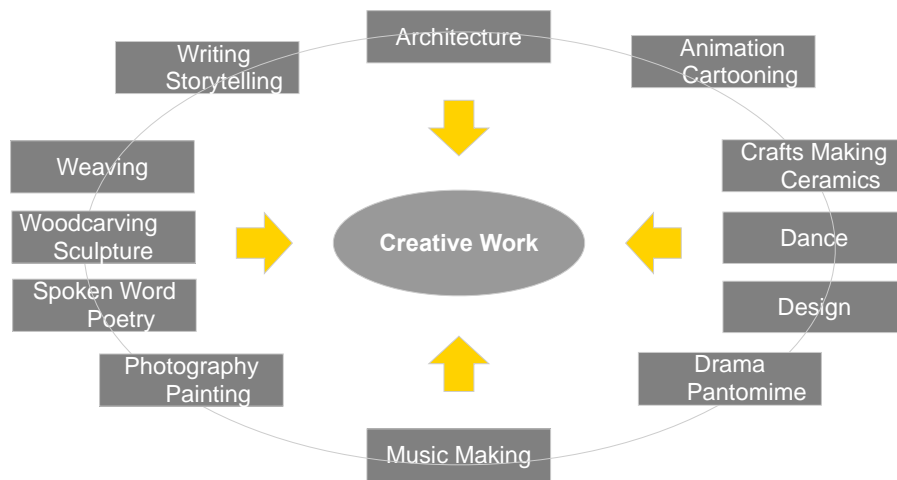 Architecture
Writing
Storytelling
Animation
Cartooning
Weaving
Crafts Making
Ceramics
Woodcarving
Sculpture
Creative Work
Dance
Spoken Word
Poetry
Design
Photography
Painting
Drama
Pantomime
Music Making